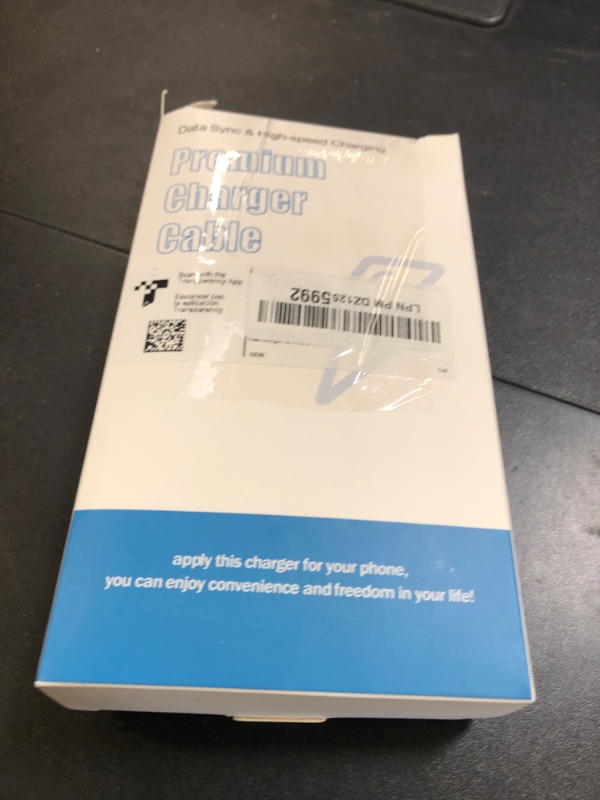 Data Sync & High-speed Charging
Premium
Charger
Cable
Scan with the
Transparency App
Escanear con
la aplicación
Transparency
LPN PM DZ1265992
apply this charger for your phone,
you can enjoy convenience and freedom in your life!